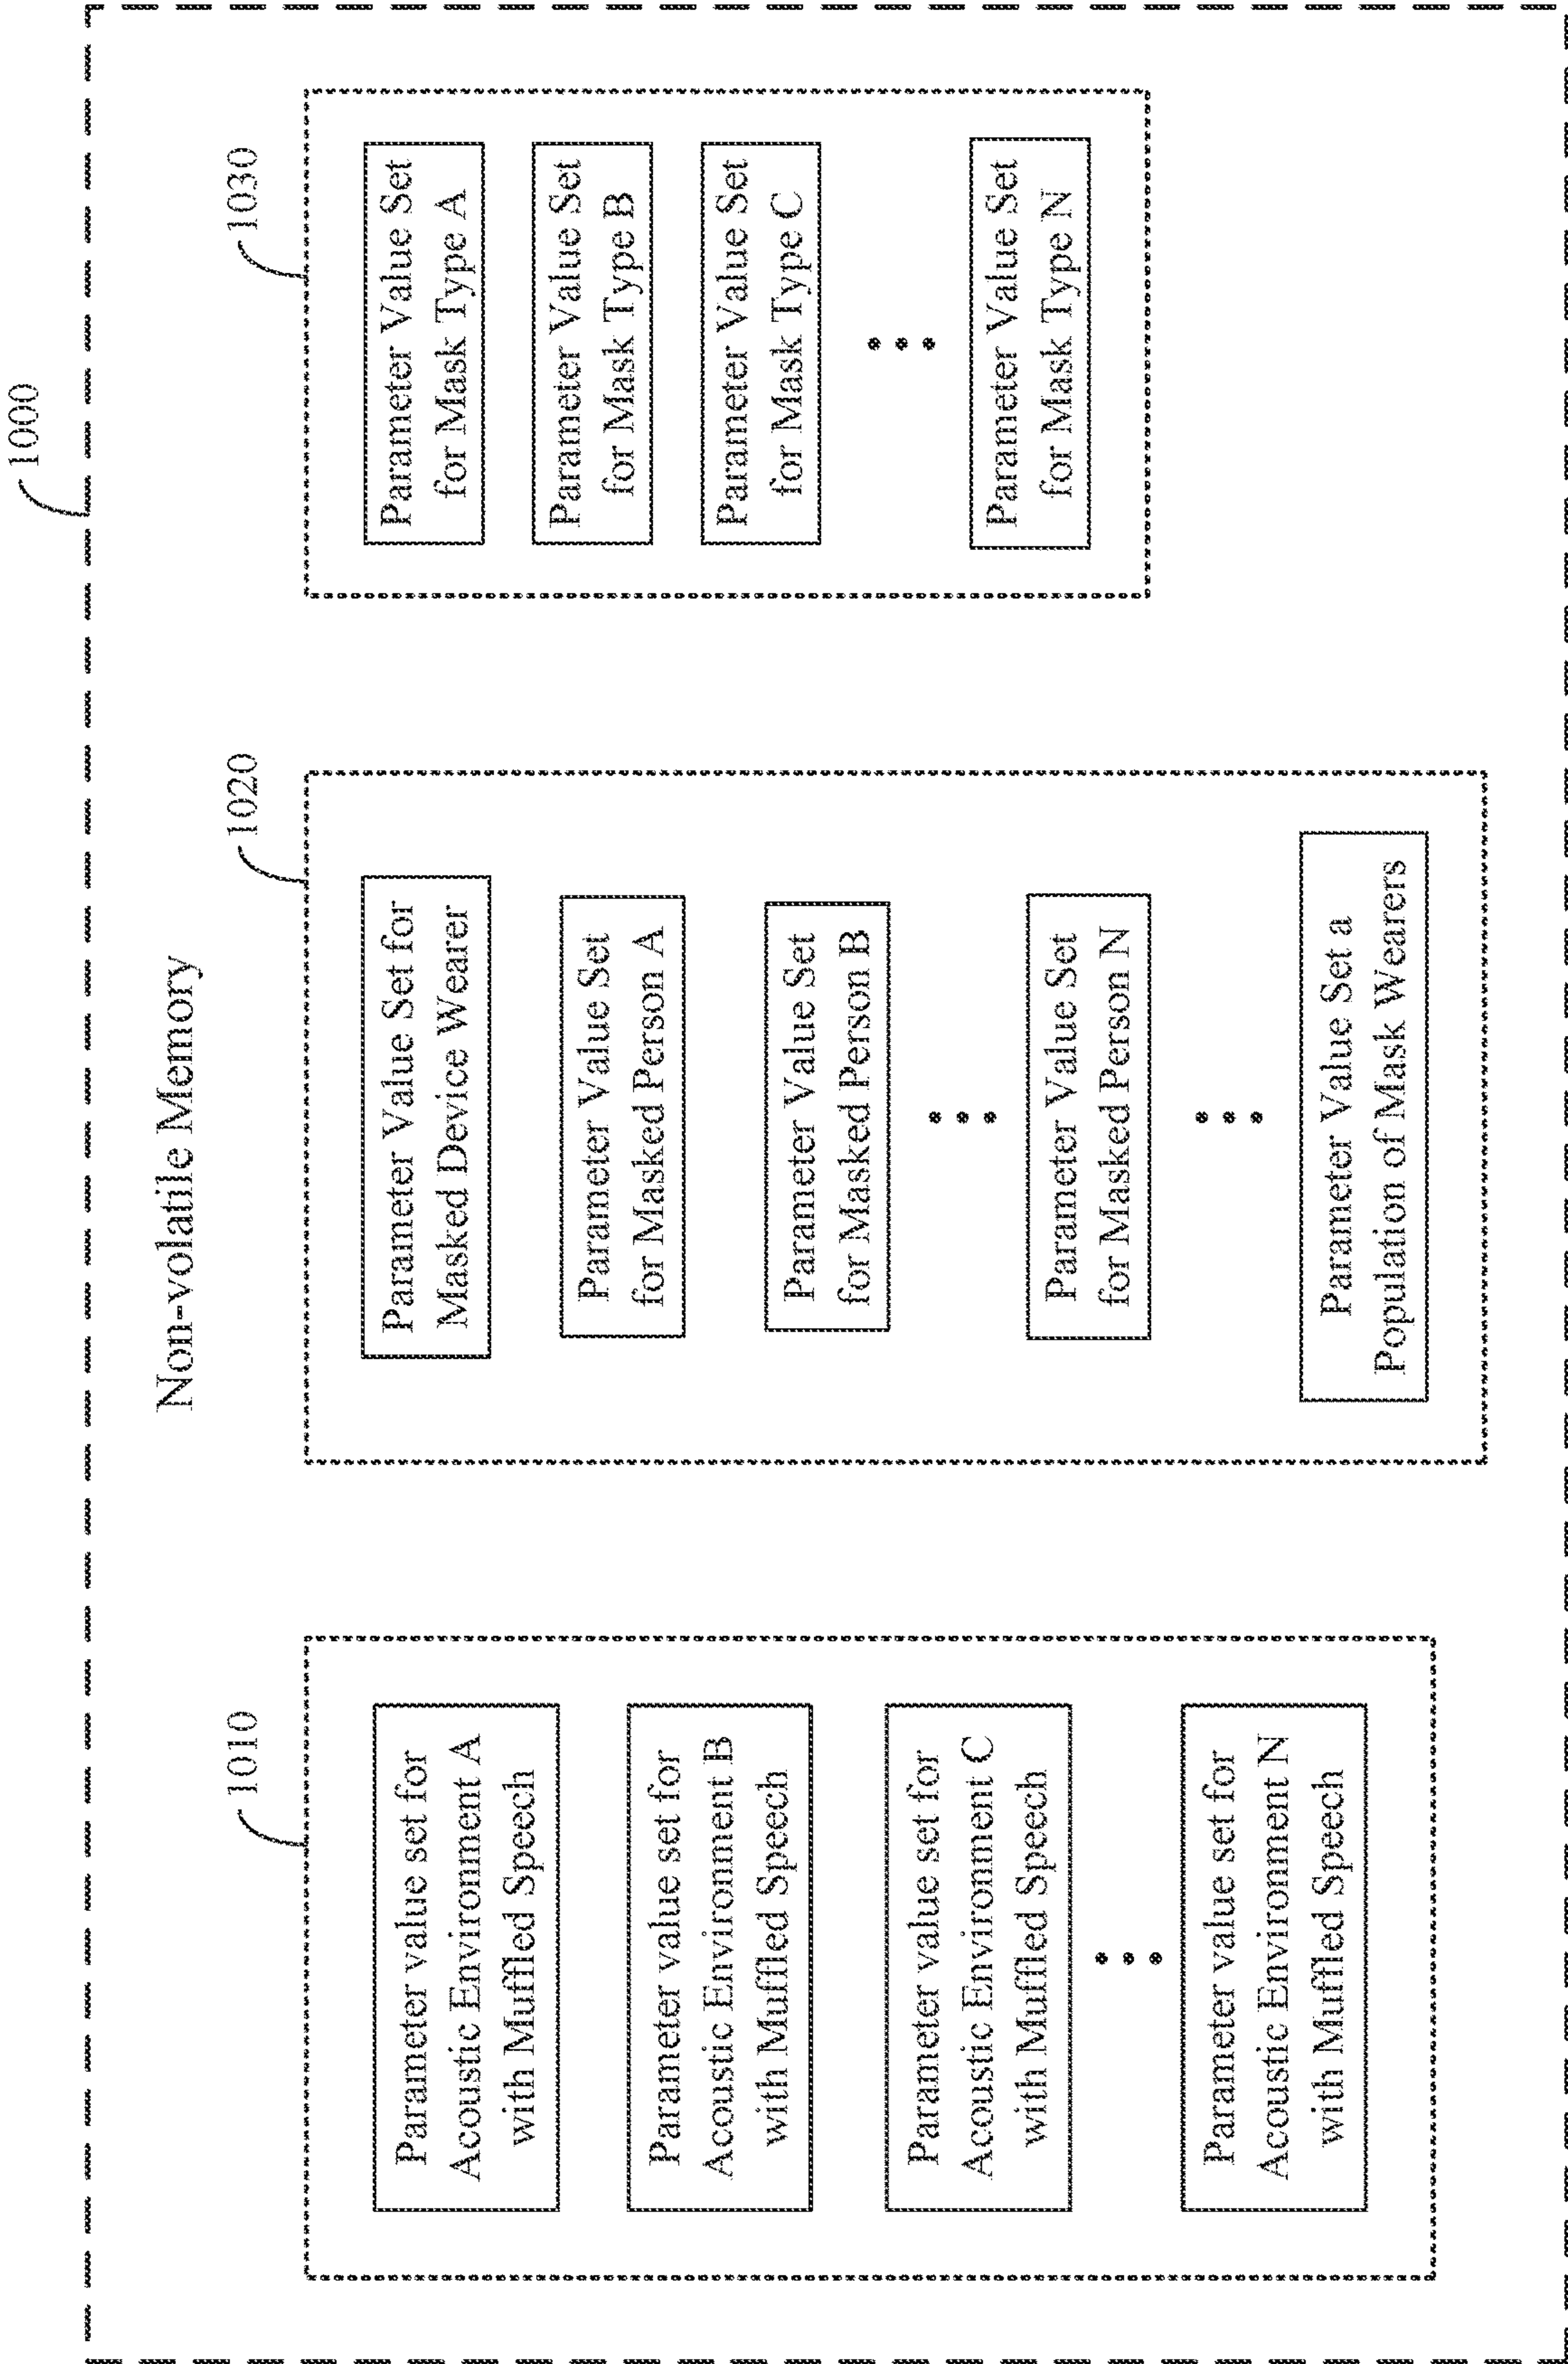 1000
Non-volatile Memory
1010
Parameter value set for
Acoustic Environment A
with Muffled Speech
Parameter value set for
Acoustic Environment B
with Muffled Speech
Parameter value set for
Acoustic Environment C
with Muffled Speech
Parameter value set for
Acoustic Environment N
with Muffled Speech
1020
Parameter Value Set for
Masked Device Wearer
Parameter Value Set
for Masked Person A
Parameter Value Set
for Masked Person B
Parameter Value Set
for Masked Person N
Parameter Value Set a
Population of Mask Wearers
1030
Parameter Value Set
for Mask Type A
Parameter Value Set
for Mask Type B
Parameter Value Set
for Mask Type C
Parameter Value Set
for Mask Type N